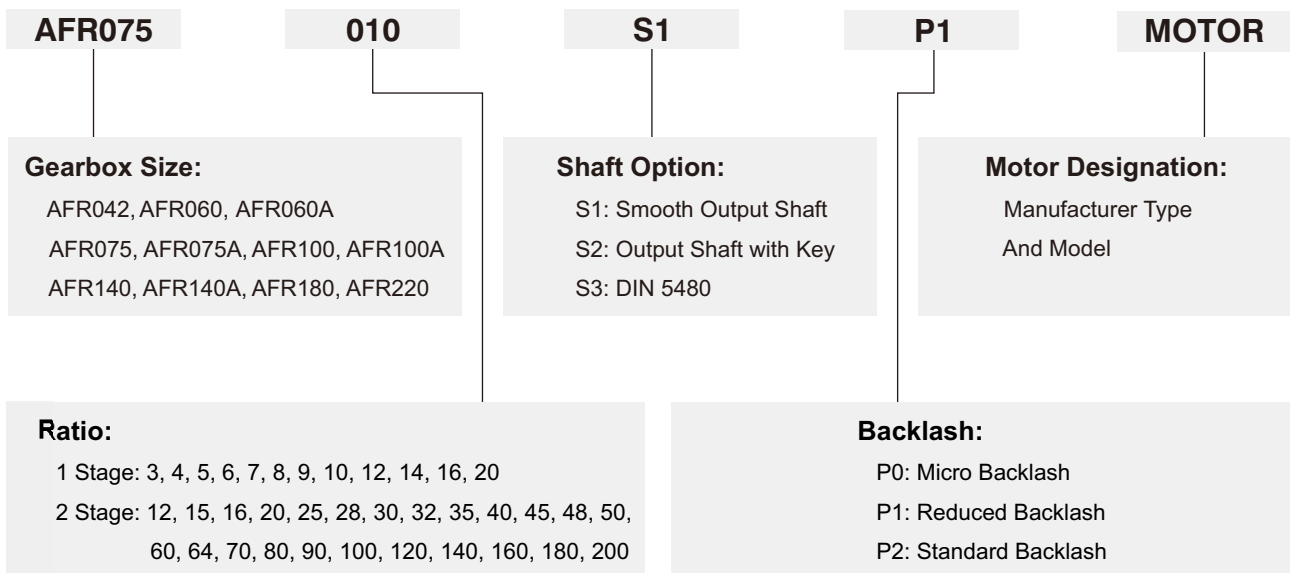 AFR075 010 S1 P1 MOTOR
Gearbox Size:
AFR042, AFR060, AFR060A
AFR075, AFR075A, AFR100, AFR100A
AFR140, AFR140A, AFR180, AFR220
Shaft Option:
S1: Smooth Output Shaft
S2: Output Shaft with Key
S3: DIN 5480
Motor Designation:
Manufacturer Type
And Model
Ratio:
1 Stage: 3, 4, 5, 6, 7, 8, 9, 10, 12, 14, 16, 20
2 Stage: 12, 15, 16, 20, 25, 28, 30, 32, 35, 40, 45, 48, 50,
60, 64, 70, 80, 90, 100, 120, 140, 160, 180, 200
Backlash:
P0: Micro Backlash
P1: Reduced Backlash
P2: Standard Backlash